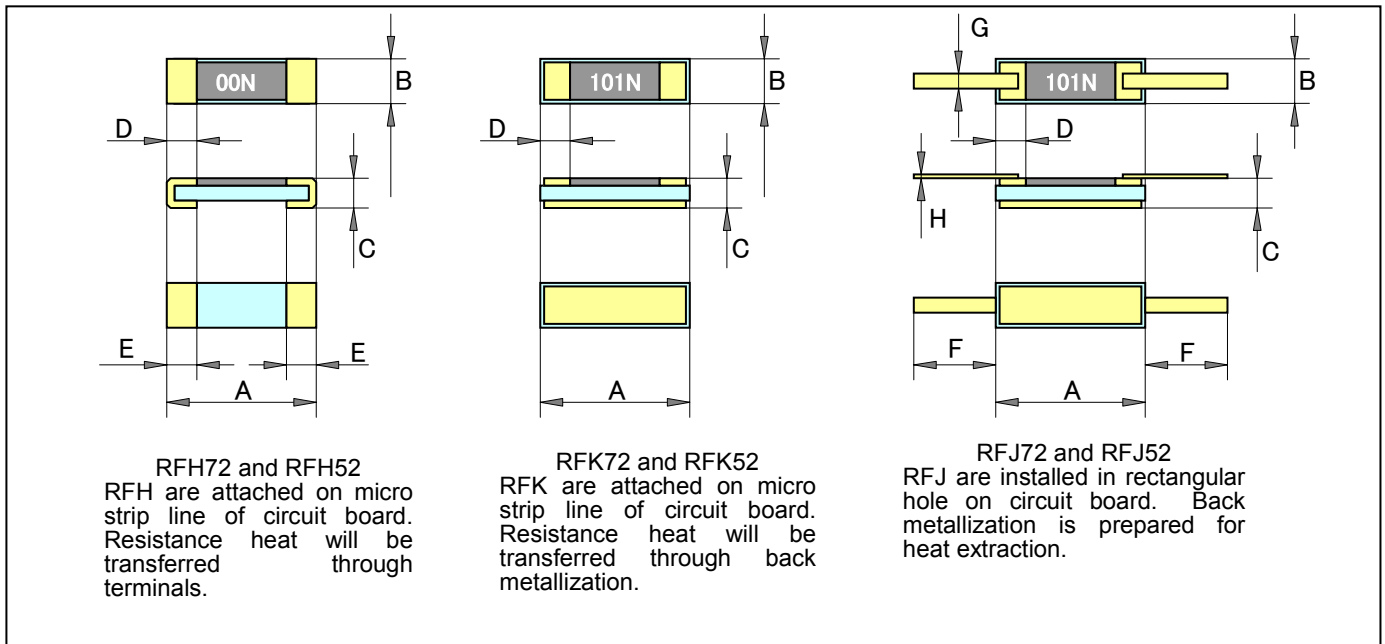 00N
B
D
C
E
E
A
RFH72 and RFH52
RFH are attached on micro
strip line of circuit board.
Resistance heat will be
transferred through
terminals.
101N
B
D
C
A
RFK72 and RFK52
RFK are attached on micro
strip line of circuit board.
Resistance heat will be
transferred through back
metallization.
G
101N
B
D
H
C
F
F
A
RFJ72 and RFJ52
RFJ are installed in rectangular
hole on circuit board. Back
metallization is prepared for
heat extraction.